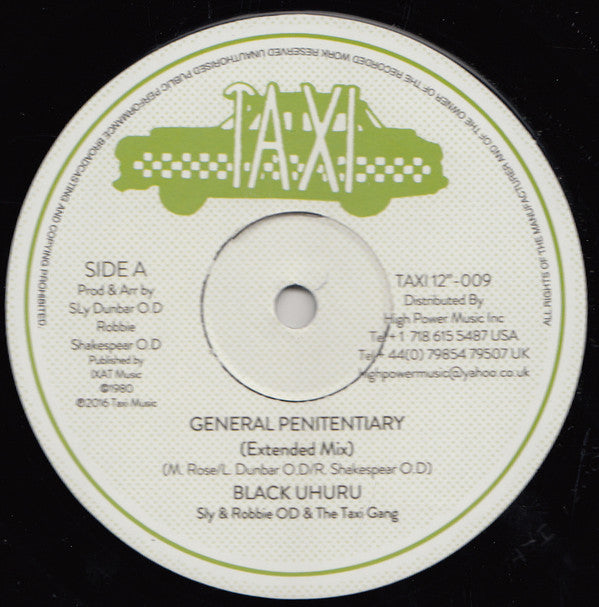 ALL RIGHTS OF THE MANUFACTURER AND OF THE OWNER OF THE RECORDED WORK RESERVED UNAUTHORISED PUBLIC PERFORMANCE BROADCASTING AND COPYING PROHIBITED.
TAXI
SIDE A
Prod & Arr by
SLy Dunbar O.D
Robbie
Shakespear O.D
Published by
IXAT Music
©1980
℗2016 Taxi Music
TAXI 12"-009
Distributed By
High Power Music Inc
Tel+1 718 615 5487 USA
Tel+ 44(0) 79854 79507 UK
highpowermusic@yahoo.co.uk
GENERAL PENITENTIARY
(Extended Mix)
(M. Rose/L. Dunbar O.D/R. Shakespear O.D)
BLACK UHURU
Sly & Robbie OD & The Taxi Gang